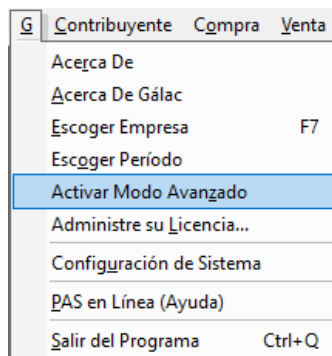 G Contribuyente Compra Venta
Acerca De
Acerca De Gálac
Escoger Empresa F7
Escoger Período
Activar Modo Avanzado
Administre su Licencia...
Configuración de Sistema
PAS en Línea (Ayuda)
Salir del Programa Ctrl+Q